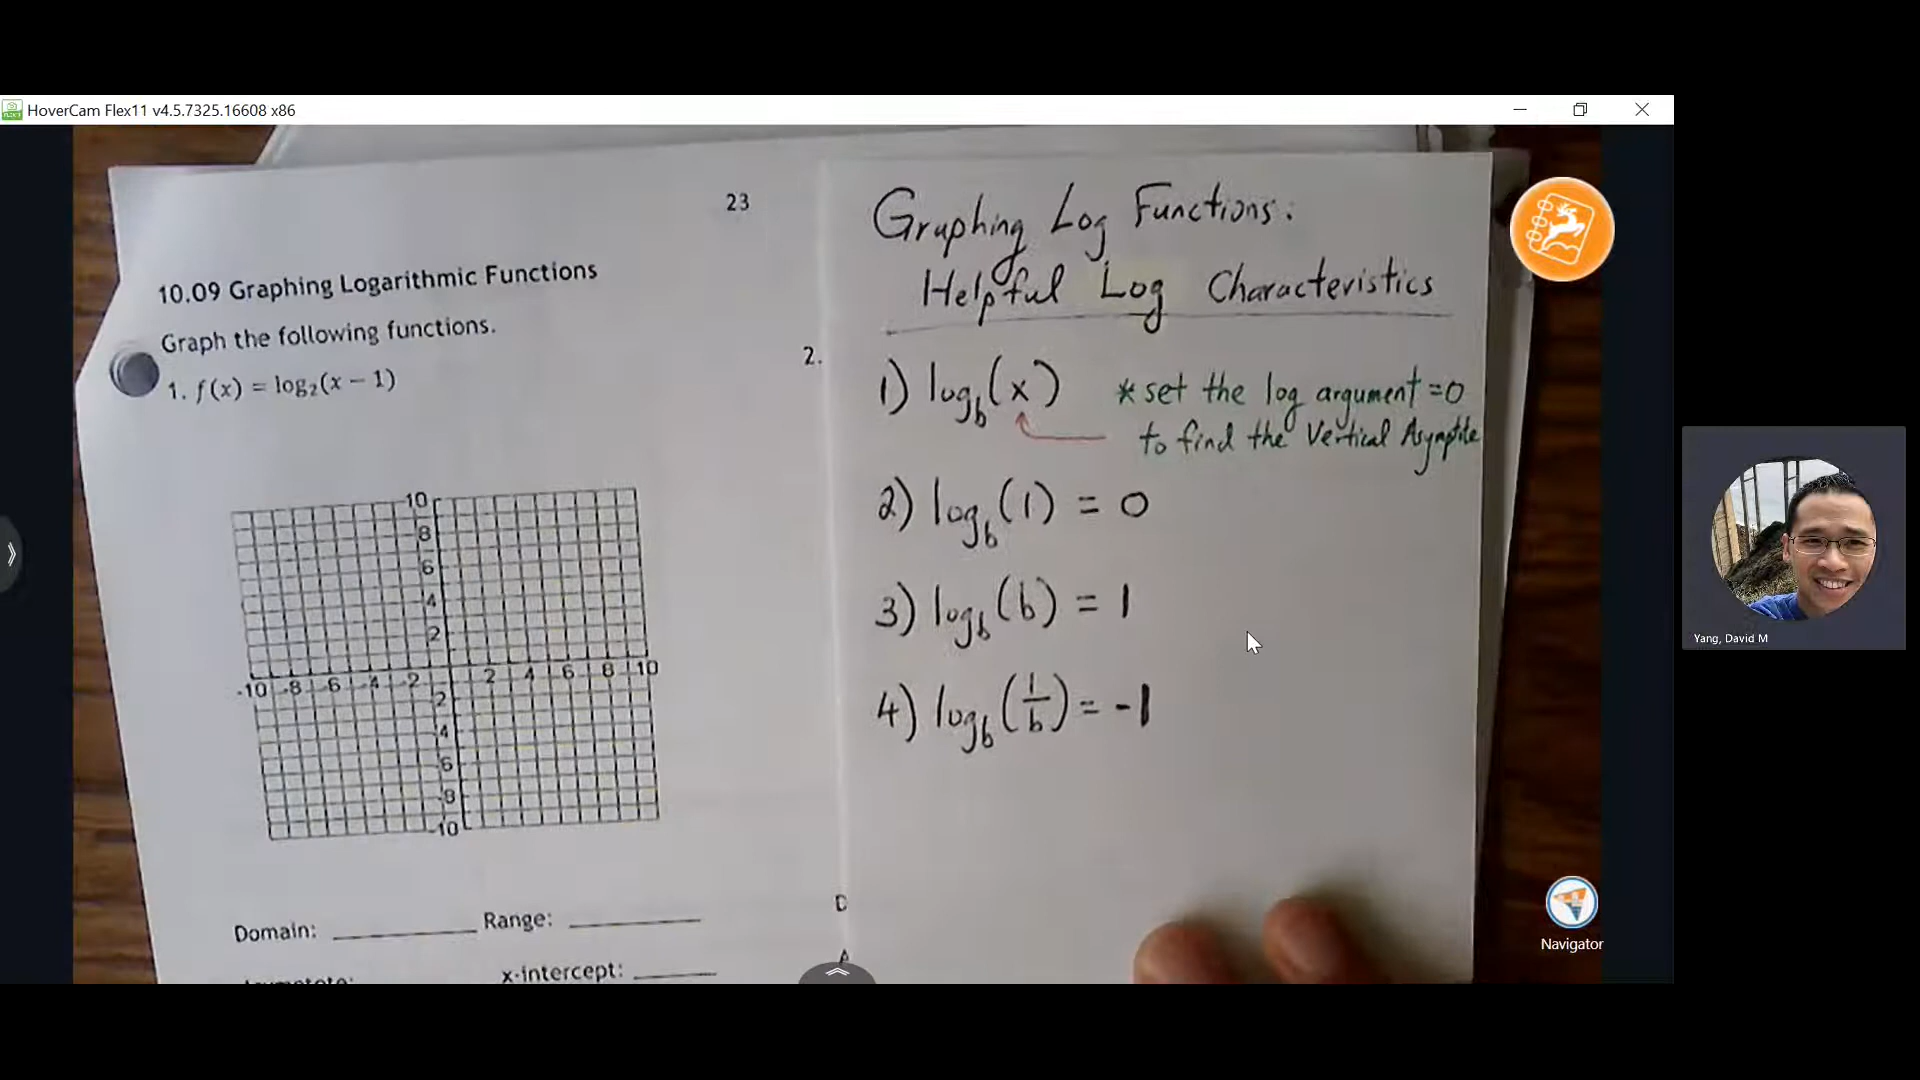 HoverCam Flex11 v4.5.7325.16608 x86
23
10.09 Graphing Logarithmic Functions
Graph the following functions.
1. f(x) = log₂(x − 1)
10
8
6
4
2
-10 -8 -6 -4 -2 2 4 6 8 10
2
4
6
8
-10
Domain: ________ Range: ________
x-intercept: ________
2.
D
A
Graphing Log Functions:
Helpful Log Characteristics
1) log_b(x) * set the log argument = 0
to find the Vertical Asymptote
2) log_b(1) = 0
3) log_b(b) = 1
4) log_b(1/b) = -1
Navigator
Yang, David M